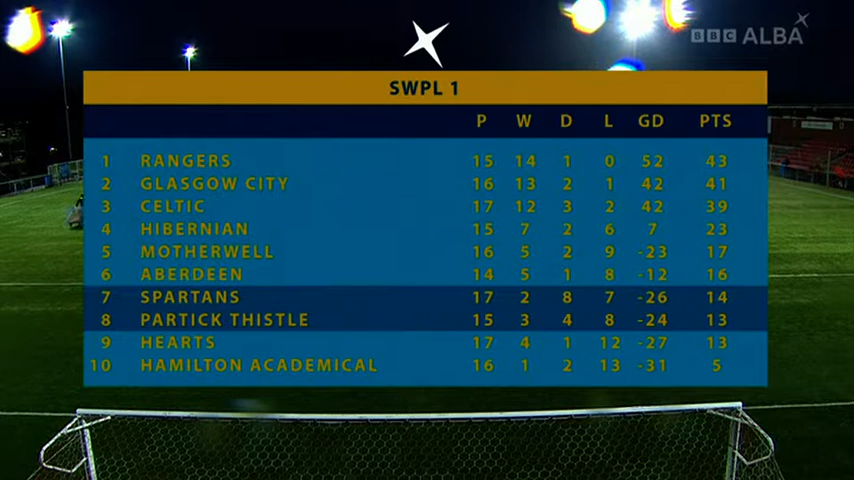 BBC ALBA
SWPL 1
P W D L GD PTS
1 RANGERS 15 14 1 0 52 43
2 GLASGOW CITY 16 13 2 1 42 41
3 CELTIC 17 12 3 2 42 39
4 HIBERNIAN 15 7 2 6 7 23
5 MOTHERWELL 16 5 2 9 -23 17
6 ABERDEEN 14 5 1 8 -12 16
7 SPARTANS 17 2 8 7 -26 14
8 PARTICK THISTLE 15 3 4 8 -24 13
9 HEARTS 17 4 1 12 -27 13
10 HAMILTON ACADEMICAL 16 1 2 13 -31 5